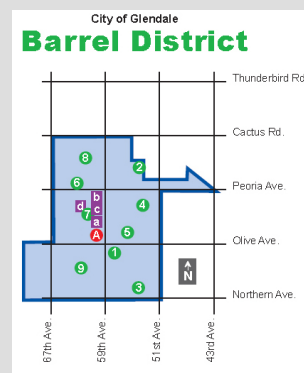 City of Glendale
Barrel District
Thunderbird Rd
Cactus Rd.
8
2
Peoria Ave.
6
b
d
c
4
7
a
A
5
Olive Ave.
1
9
N
3
Northern Ave.
67th Ave.
59th Ave.
51st Ave.
43rd Ave.